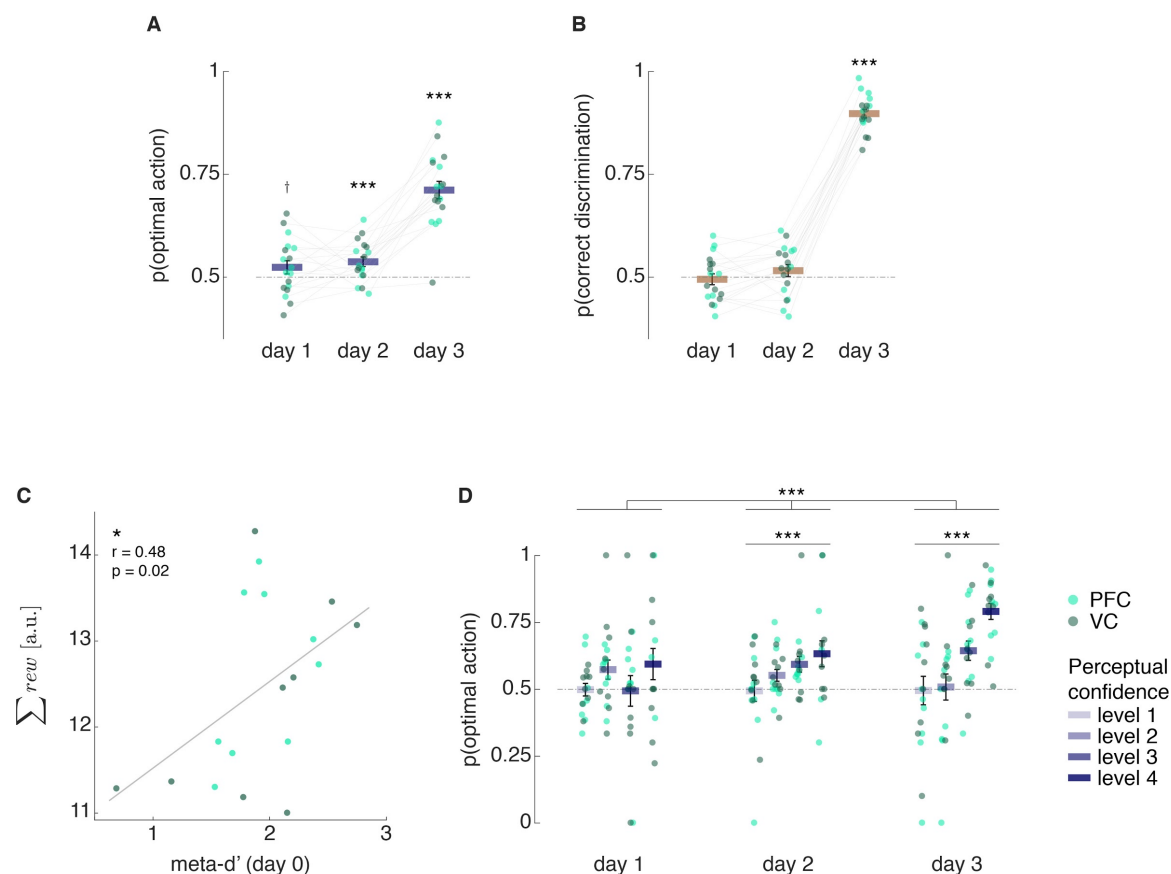 A
p(optimal action)
1
0.75
0.5
†
***
***
day 1
day 2
day 3
B
p(correct discrimination)
1
0.75
0.5
***
day 1
day 2
day 3
C
∑ rew [a.u.]
14
13
12
11
*
r = 0.48
p = 0.02
1
2
3
meta-d' (day 0)
D
p(optimal action)
***
***
***
1
0.75
0.5
0.25
0
day 1
day 2
day 3
PFC
VC
Perceptual
confidence
level 1
level 2
level 3
level 4